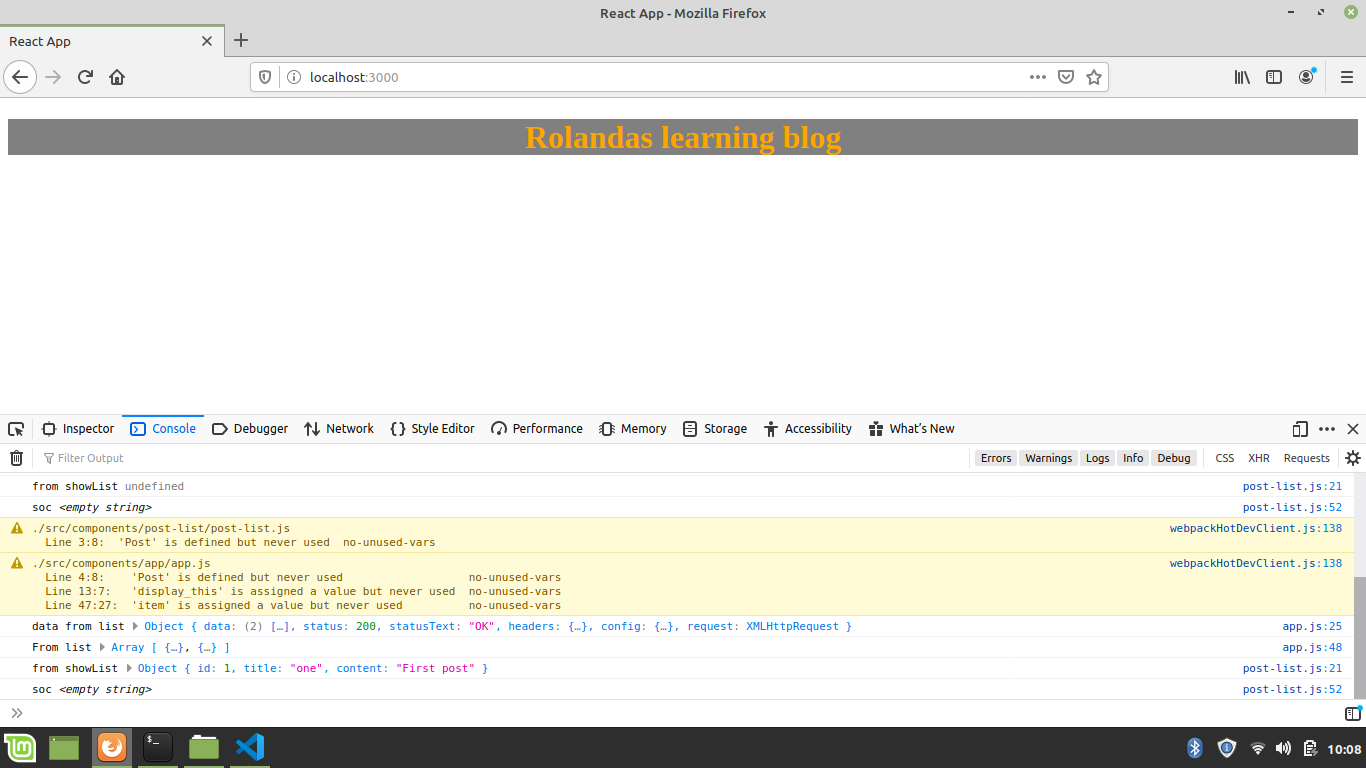 React App - Mozilla Firefox
React App
localhost:3000
Rolandas learning blog
Inspector Console Debugger Network Style Editor Performance Memory Storage Accessibility What's New
Filter Output Errors Warnings Logs Info Debug CSS XHR Requests
from showList undefined post-list.js:21
soc <empty string> post-list.js:52
./src/components/post-list/post-list.js webpackHotDevClient.js:138
Line 3:8: 'Post' is defined but never used no-unused-vars
./src/components/app/app.js webpackHotDevClient.js:138
Line 4:8: 'Post' is defined but never used no-unused-vars
Line 13:7: 'display_this' is assigned a value but never used no-unused-vars
Line 47:27: 'item' is assigned a value but never used no-unused-vars
data from list Object { data: (2) […], status: 200, statusText: "OK", headers: {…}, config: {…}, request: XMLHttpRequest } app.js:25
From list Array [ {…}, {…} ] app.js:48
from showList Object { id: 1, title: "one", content: "First post" } post-list.js:21
soc <empty string> post-list.js:52
10:08